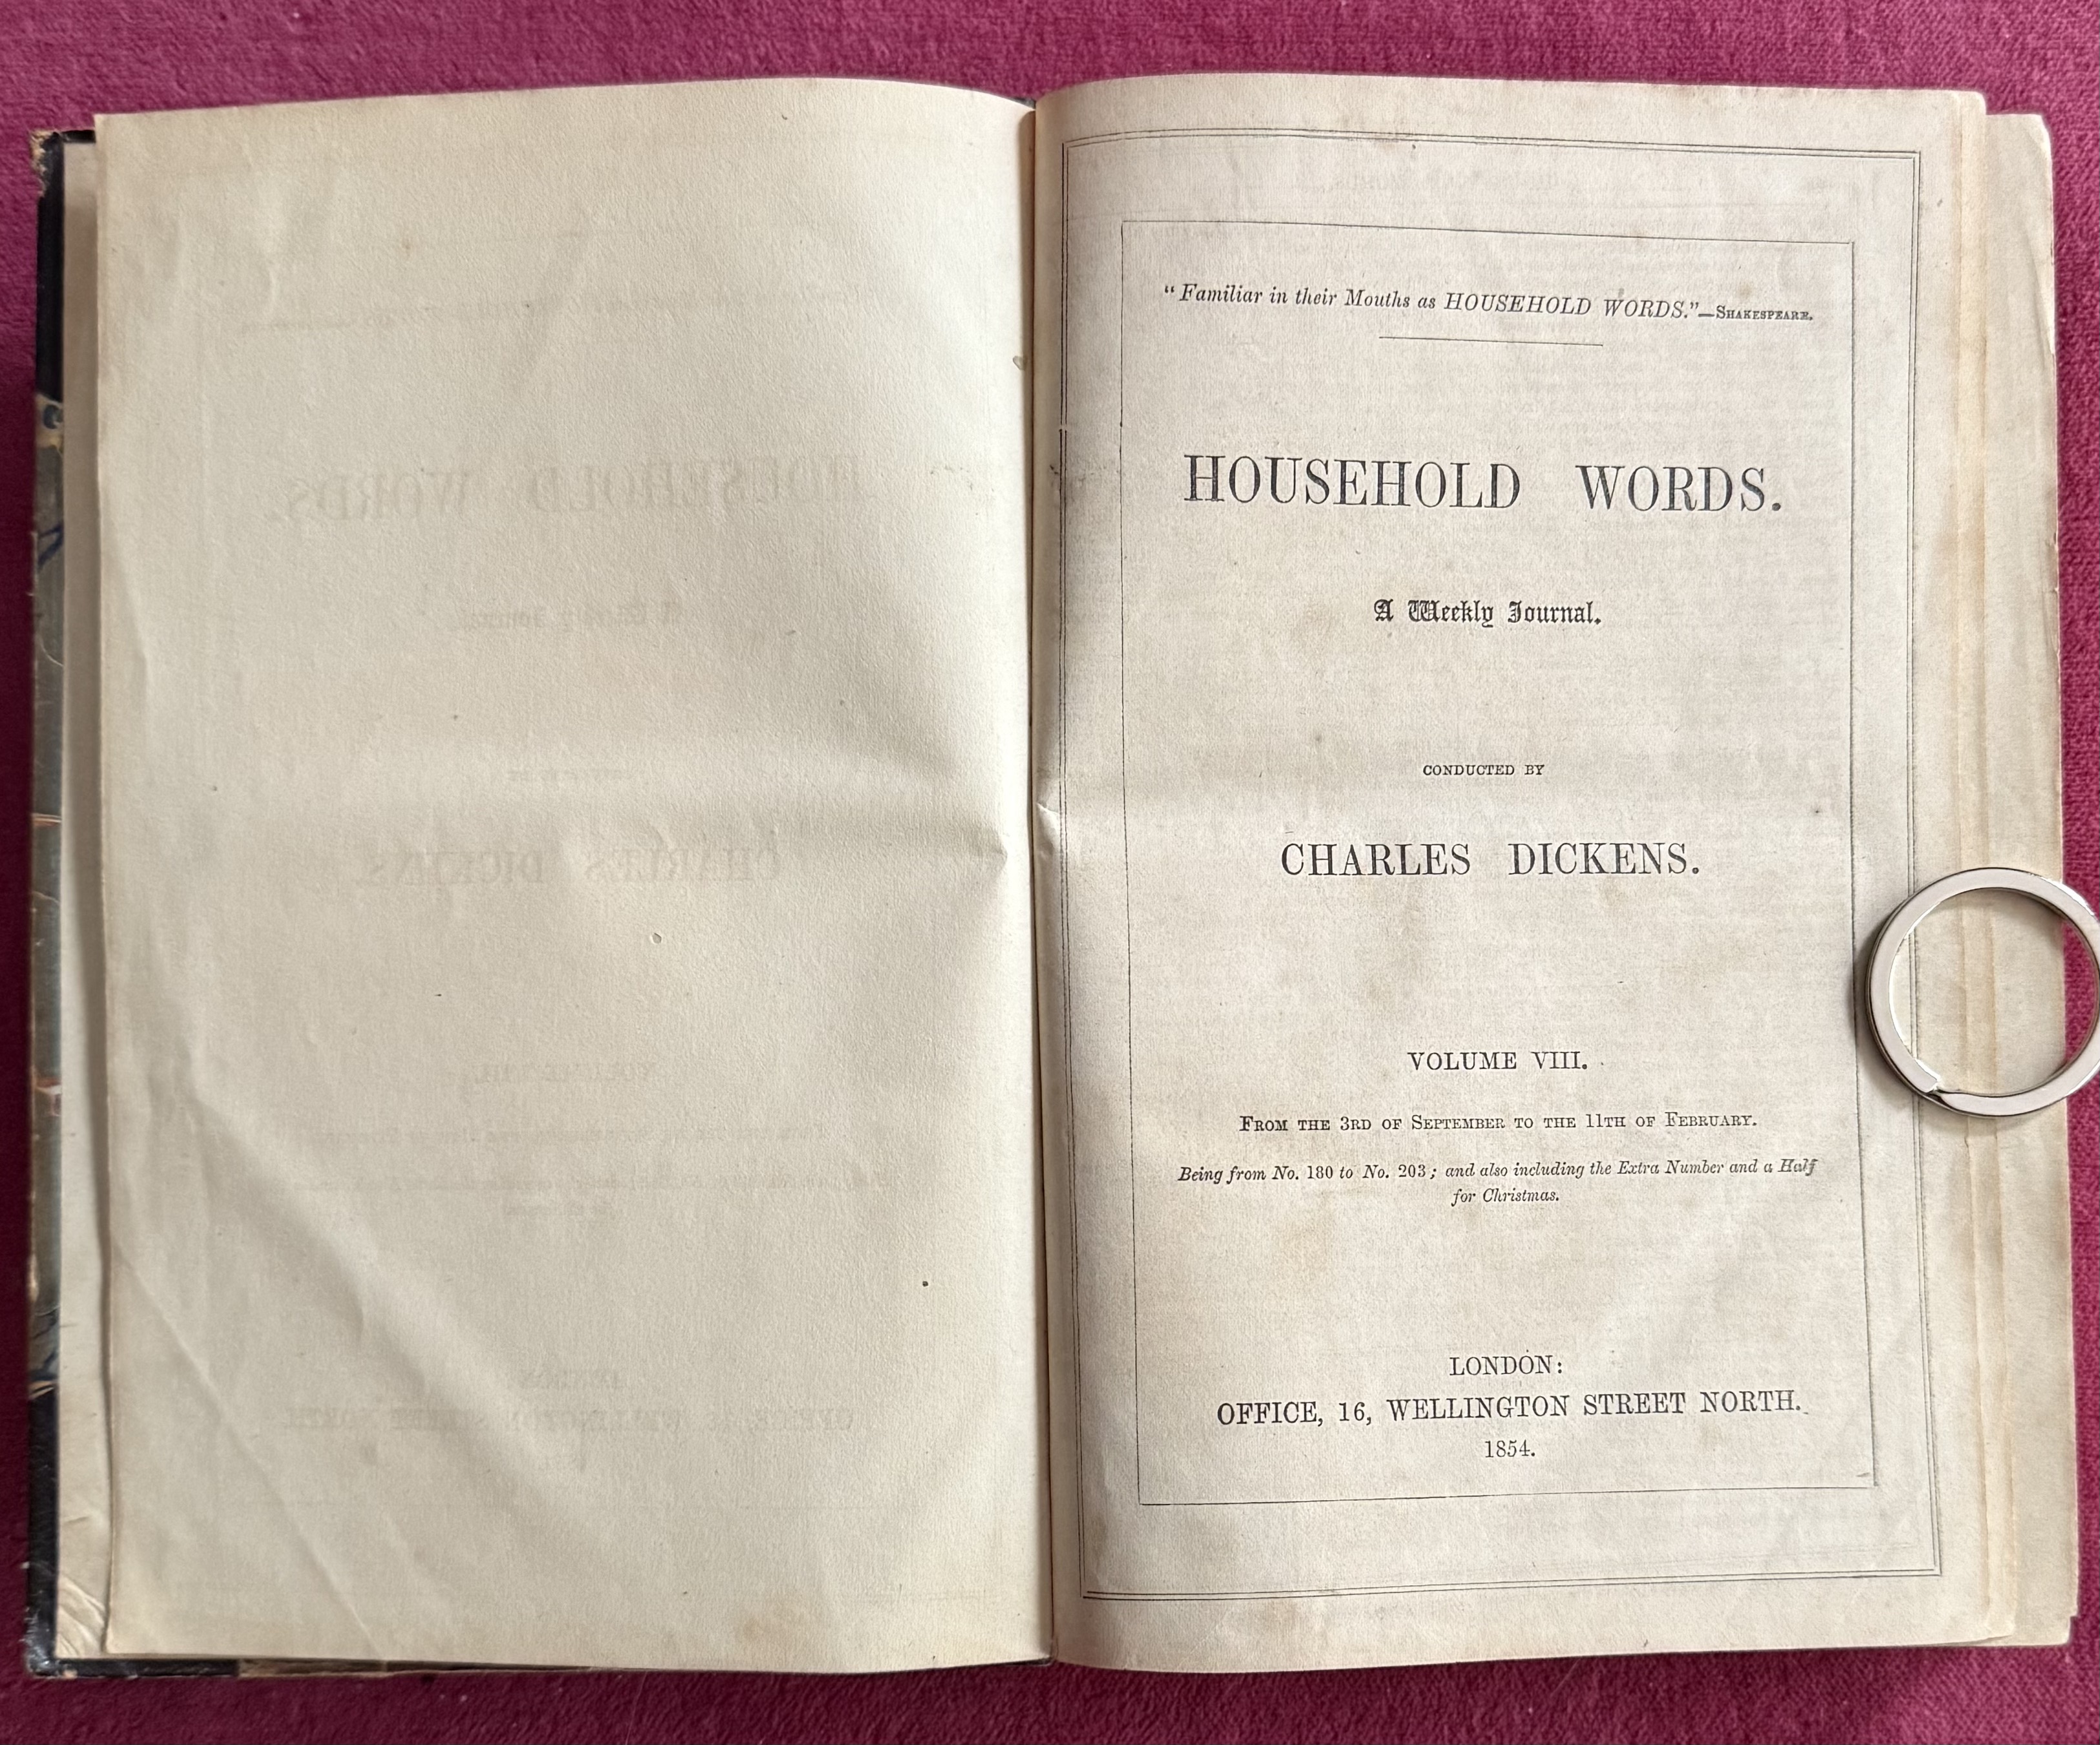 “Familiar in their Mouths as HOUSEHOLD WORDS.”—Shakespeare.
HOUSEHOLD WORDS.
A Weekly Journal.
CONDUCTED BY
CHARLES DICKENS.
VOLUME VIII.
From the 3rd of September to the 11th of February.
Being from No. 180 to No. 203; and also including the Extra Number and a Half
for Christmas.
LONDON:
OFFICE, 16, WELLINGTON STREET NORTH.
1854.